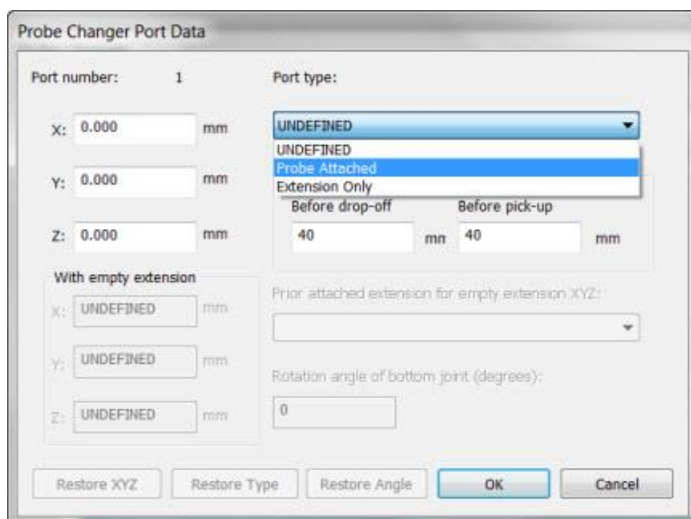 Probe Changer Port Data
Port number: 1 Port type:
X: 0.000 mm UNDEFINED
UNDEFINED
Probe Attached
Y: 0.000 mm
Extension Only
Before drop-off Before pick-up
Z: 0.000 mm 40 mm 40 mm
With empty extension
Prior attached extension for empty extension XYZ:
X: UNDEFINED mm
Y: UNDEFINED mm
Rotation angle of bottom joint (degrees):
Z: UNDEFINED mm 0
Restore XYZ Restore Type Restore Angle OK Cancel